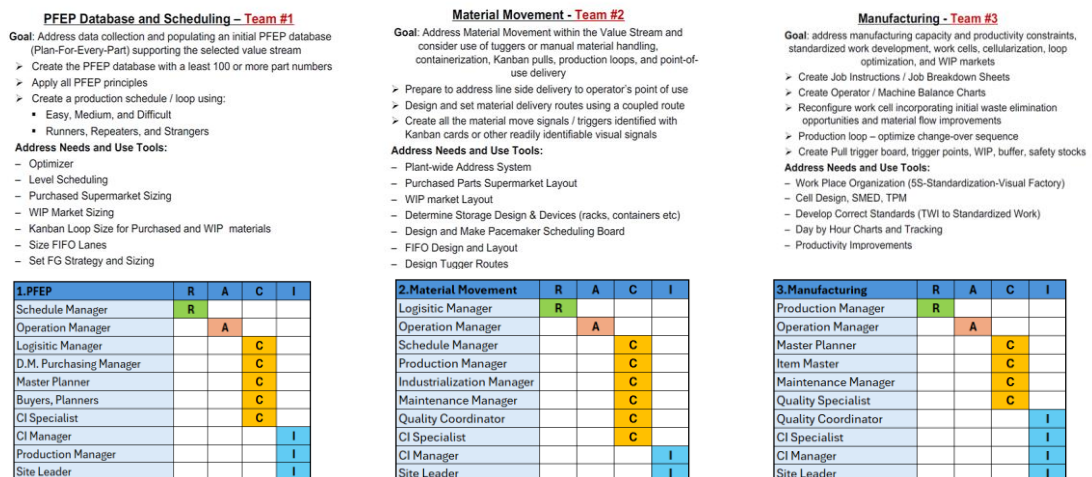 PFEP Database and Scheduling – Team #1
Goal: Address data collection and populating an initial PFEP database
(Plan-For-Every-Part) supporting the selected value stream
➢ Create the PFEP database with a least 100 or more part numbers
➢ Apply all PFEP principles
➢ Create a production schedule / loop using:
▪ Easy, Medium, and Difficult
▪ Runners, Repeaters, and Strangers
Address Needs and Use Tools:
– Optimizer
– Level Scheduling
– Purchased Supermarket Sizing
– WIP Market Sizing
– Kanban Loop Size for Purchased and WIP materials
– Size FIFO Lanes
– Set FG Strategy and Sizing
1.PFEP R A C I
Schedule Manager R
Operation Manager A
Logisitic Manager C
D.M. Purchasing Manager C
Master Planner C
Buyers, Planners C
CI Specialist C
CI Manager I
Production Manager I
Site Leader I
Material Movement - Team #2
Goal: Address Material Movement within the Value Stream and
consider use of tuggers or manual material handling,
containerization, Kanban pulls, production loops, and point-of-
use delivery
➢ Prepare to address line side delivery to operator's point of use
➢ Design and set material delivery routes using a coupled route
➢ Create all the material move signals / triggers identified with
Kanban cards or other readily identifiable visual signals
Address Needs and Use Tools:
– Plant-wide Address System
– Purchased Parts Supermarket Layout
– WIP market Layout
– Determine Storage Design & Devices (racks, containers etc)
– Design and Make Pacemaker Scheduling Board
– FIFO Design and Layout
– Design Tugger Routes
2.Material Movement R A C I
Logisitic Manager R
Operation Manager A
Schedule Manager C
Production Manager C
Industrialization Manager C
Maintenance Manager C
Quality Coordinator C
CI Specialist C
CI Manager I
Site Leader I
Manufacturing - Team #3
Goal: address manufacturing capacity and productivity constraints,
standardized work development, work cells, cellularization, loop
optimization, and WIP markets
➢ Create Job Instructions / Job Breakdown Sheets
➢ Create Operator / Machine Balance Charts
➢ Reconfigure work cell incorporating initial waste elimination
opportunities and material flow improvements
➢ Production loop – optimize change-over sequence
➢ Create Pull trigger board, trigger points, WIP, buffer, safety stocks
Address Needs and Use Tools:
– Work Place Organization (5S-Standardization-Visual Factory)
– Cell Design, SMED, TPM
– Develop Correct Standards (TWI to Standardized Work)
– Day by Hour Charts and Tracking
– Productivity Improvements
3.Manufacturing R A C I
Production Manager R
Operation Manager A
Master Planner C
Item Master C
Maintenance Manager C
Quality Specialist C
Quality Coordinator I
CI Specialist I
CI Manager I
Site Leader I